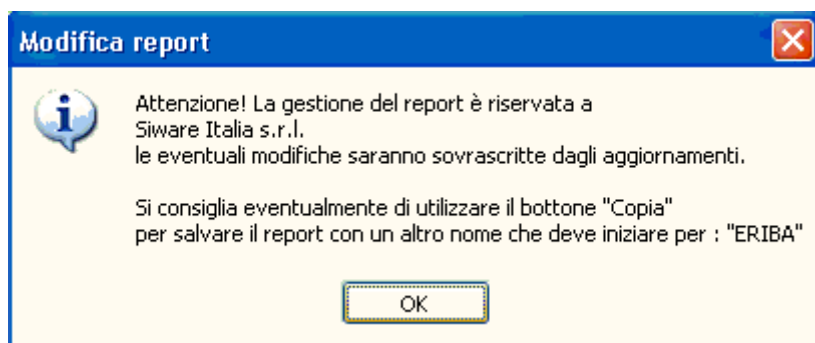 Modifica report
Attenzione! La gestione del report è riservata a
Siware Italia s.r.l.
le eventuali modifiche saranno sovrascritte dagli aggiornamenti.
Si consiglia eventualmente di utilizzare il bottone "Copia"
per salvare il report con un altro nome che deve iniziare per : "ERIBA"
OK